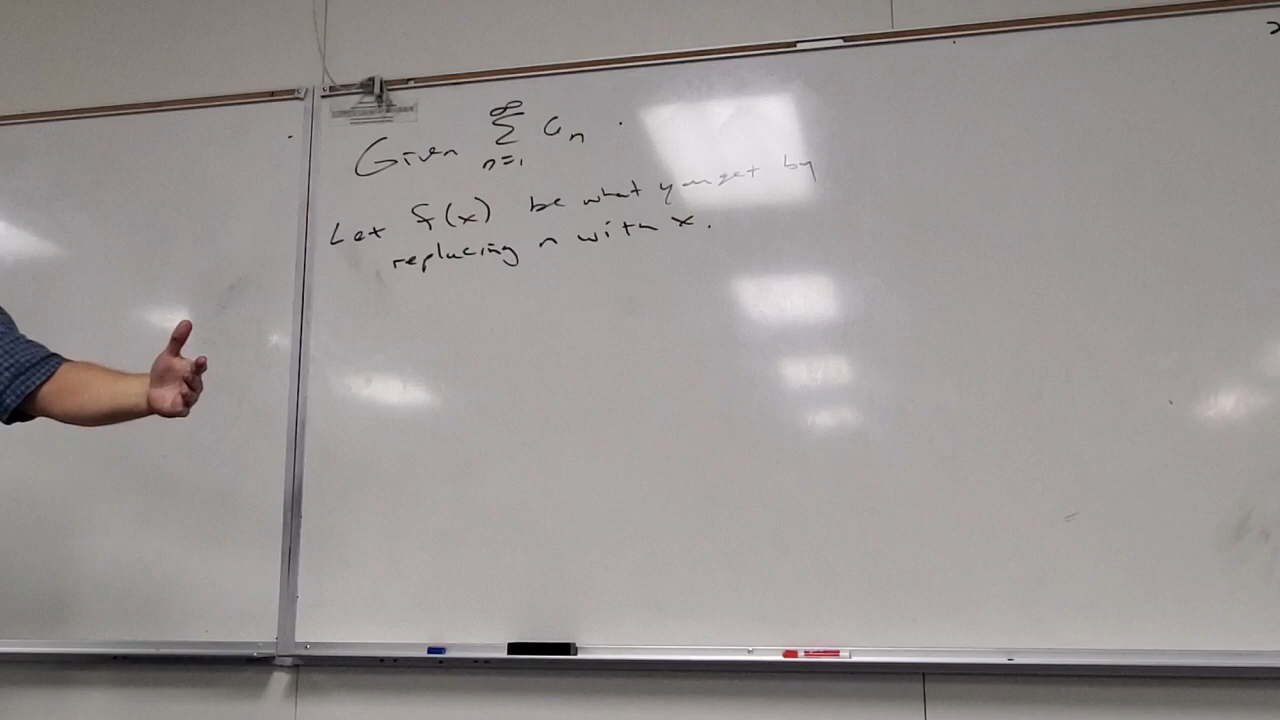 Given ∞ Σ n=1 an
Let f(x) be what you get by
replacing n with x.